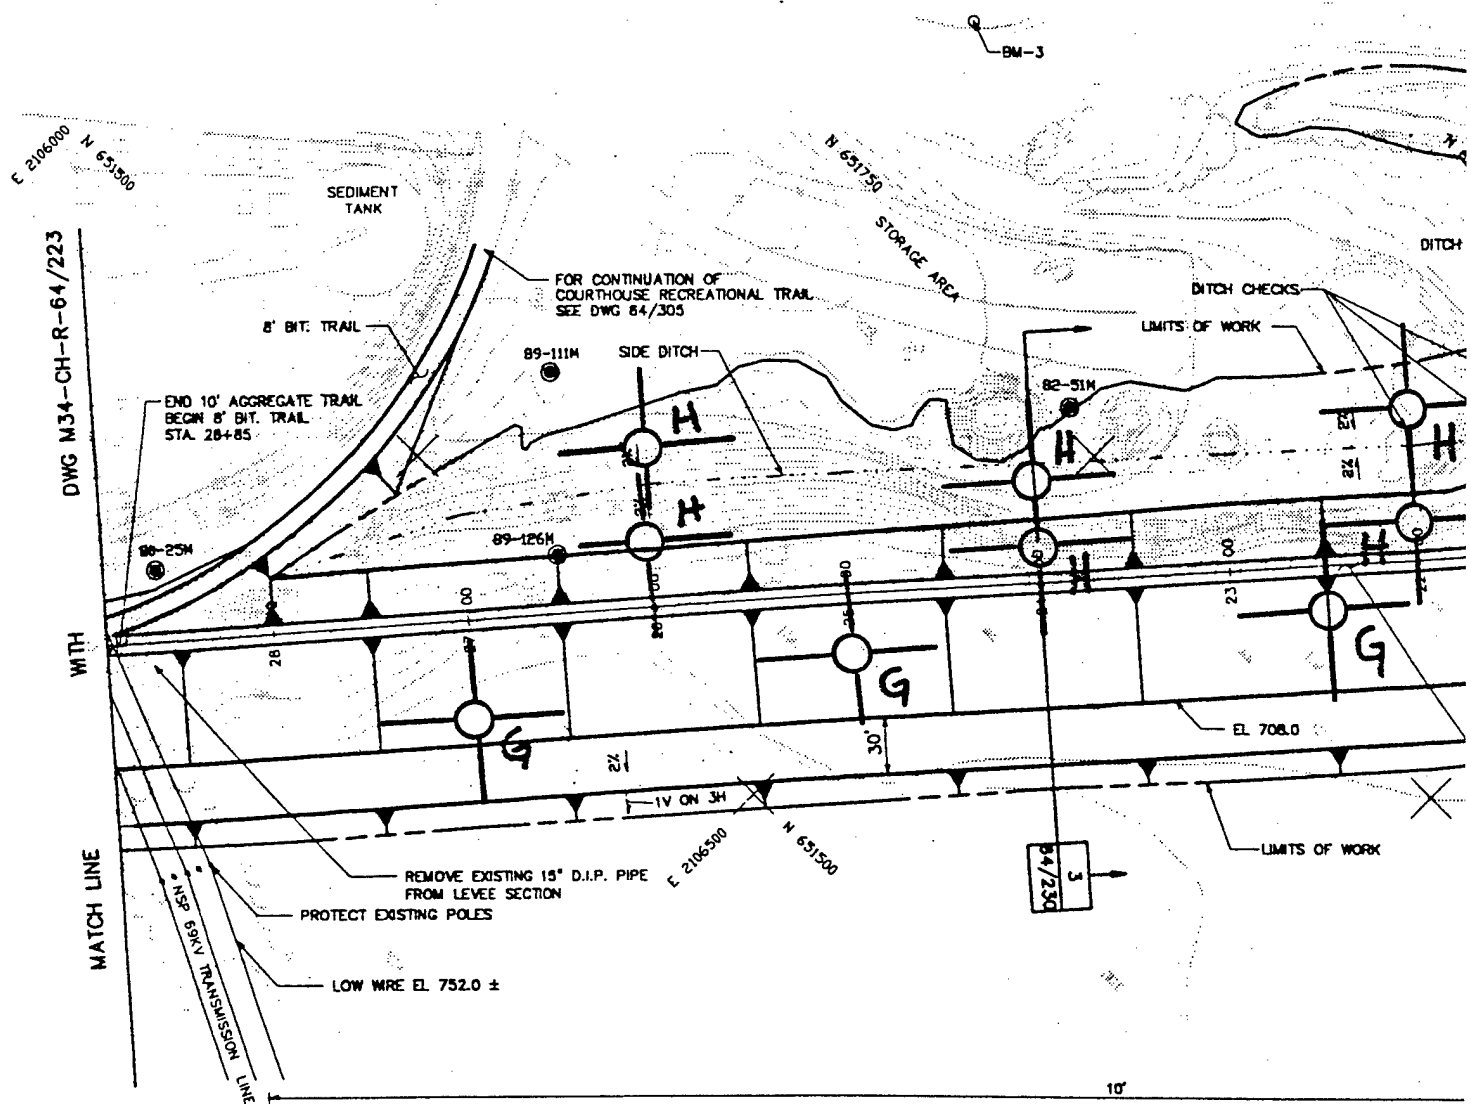 BM-3
E 2106000
N 651500
N 651750
SEDIMENT
TANK
STORAGE AREA
DITCH
DWG M34-CH-R-64/223
FOR CONTINUATION OF
COURTHOUSE RECREATIONAL TRAIL
SEE DWG 64/305
DITCH CHECKS
8' BIT. TRAIL
LIMITS OF WORK
89-111M
SIDE DITCH
82-51M
END 10' AGGREGATE TRAIL
BEGIN 8' BIT. TRAIL
STA. 28+85
H
H
H
H
2%
89-126M
H
H
00
00
23
28
WITH
G
G
G
EL 708.0
30'
2%
1V ON 3H
E 2106500
N 651500
LIMITS OF WORK
3
64/230
REMOVE EXISTING 15" D.I.P. PIPE
FROM LEVEE SECTION
PROTECT EXISTING POLES
MATCH LINE
NSP 69KV TRANSMISSION LINE
LOW WIRE EL 752.0 ±
10'